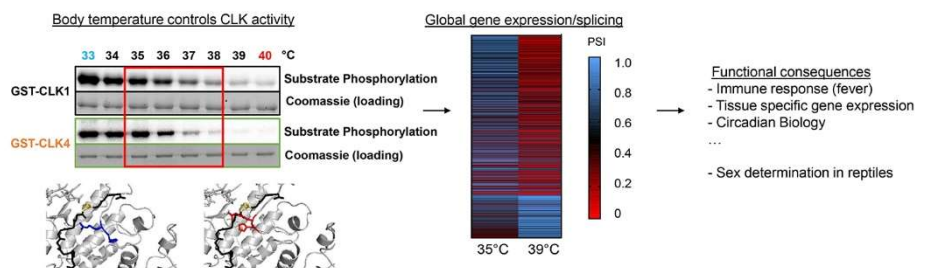 Body temperature controls CLK activity
33 34 35 36 37 38 39 40 °C
GST-CLK1
Substrate Phosphorylation
Coomassie (loading)
GST-CLK4
Substrate Phosphorylation
Coomassie (loading)
Global gene expression/splicing
PSI
1.0
0.8
0.6
0.4
0.2
0
35°C 39°C
Functional consequences
- Immune response (fever)
- Tissue specific gene expression
- Circadian Biology
...
- Sex determination in reptiles